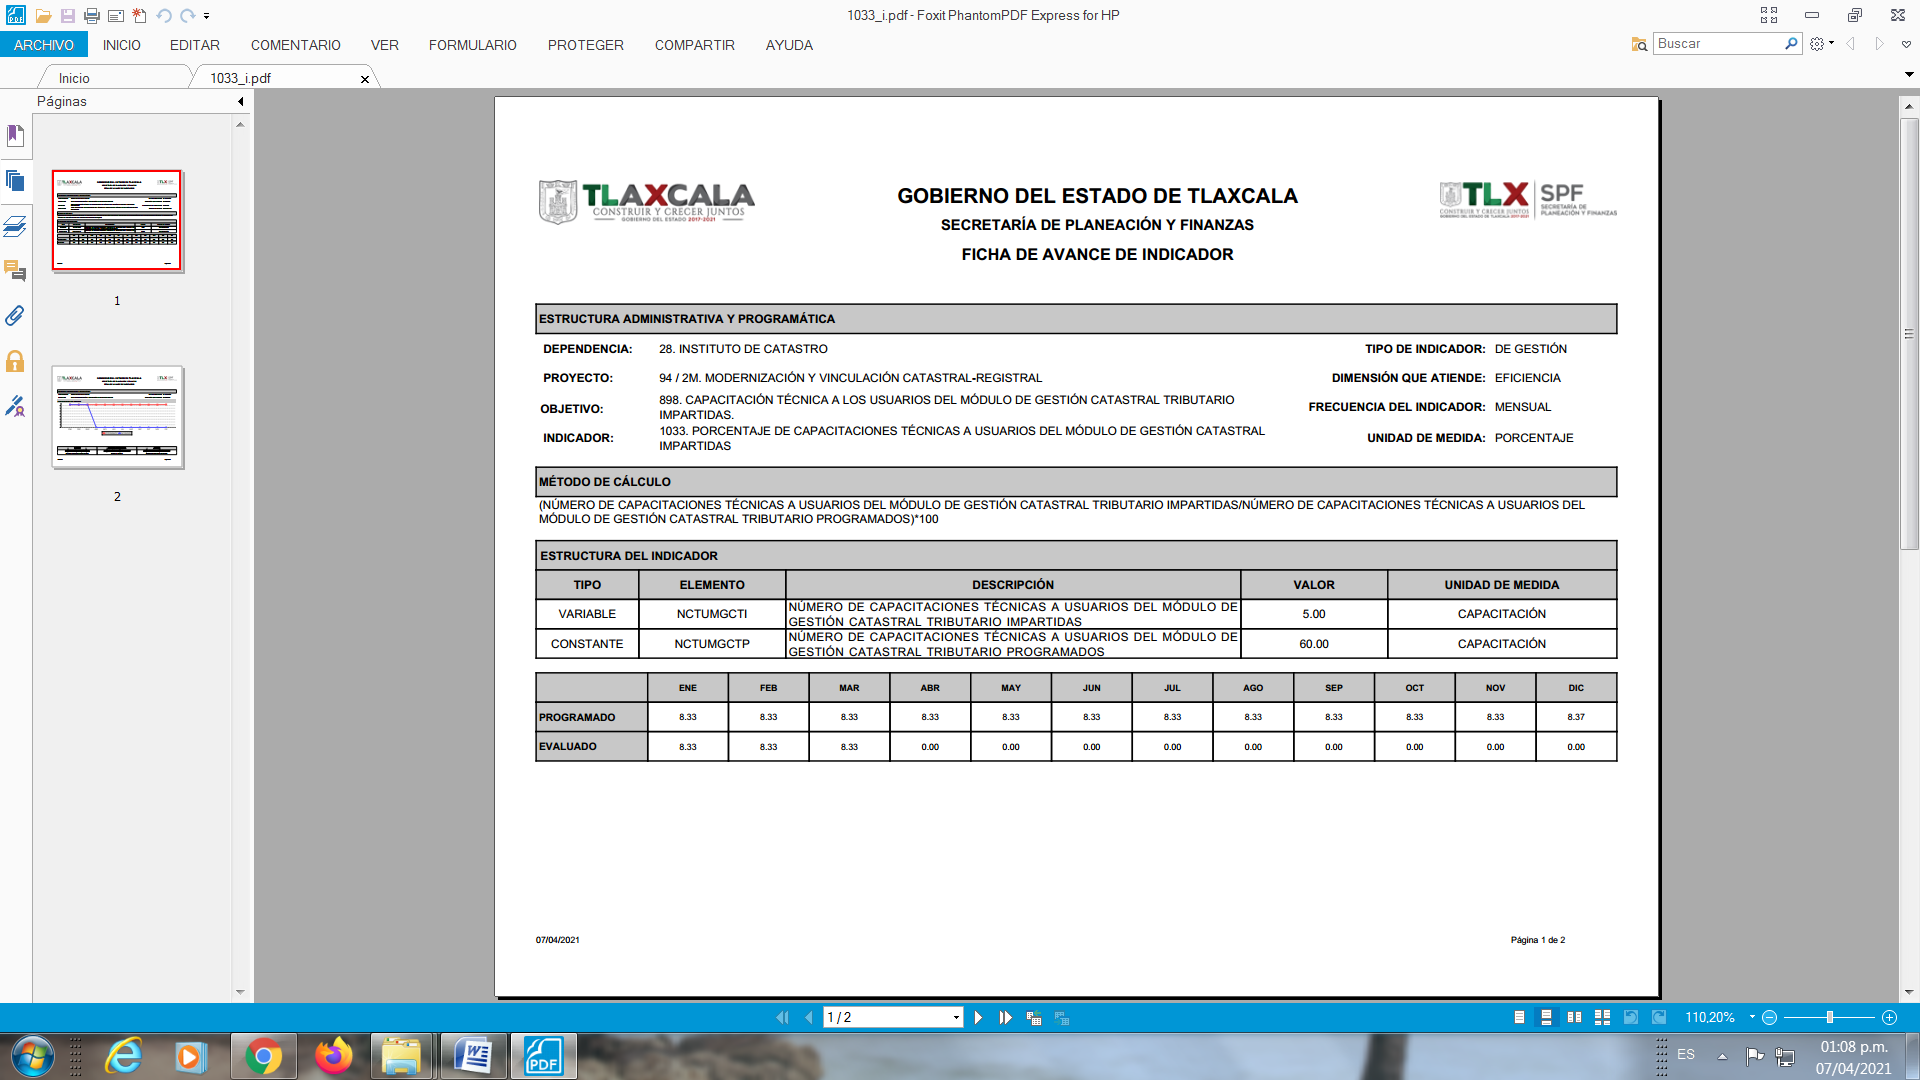 1033_i.pdf - Foxit PhantomPDF Express for HP
ARCHIVO INICIO EDITAR COMENTARIO VER FORMULARIO PROTEGER COMPARTIR AYUDA
Buscar
Inicio 1033_i.pdf
Páginas
1
2
TLAXCALA
CONSTRUIR Y CRECER JUNTOS
GOBIERNO DEL ESTADO 2017-2021
GOBIERNO DEL ESTADO DE TLAXCALA
SECRETARÍA DE PLANEACIÓN Y FINANZAS
FICHA DE AVANCE DE INDICADOR
TLX
CONSTRUIR Y CRECER JUNTOS
SPF
SECRETARÍA DE
PLANEACIÓN Y FINANZAS
ESTRUCTURA ADMINISTRATIVA Y PROGRAMÁTICA
DEPENDENCIA: 28. INSTITUTO DE CATASTRO TIPO DE INDICADOR: DE GESTIÓN
PROYECTO: 94 / 2M. MODERNIZACIÓN Y VINCULACIÓN CATASTRAL-REGISTRAL DIMENSIÓN QUE ATIENDE: EFICIENCIA
OBJETIVO: 898. CAPACITACIÓN TÉCNICA A LOS USUARIOS DEL MÓDULO DE GESTIÓN CATASTRAL TRIBUTARIO
IMPARTIDAS.
FRECUENCIA DEL INDICADOR: MENSUAL
INDICADOR: 1033. PORCENTAJE DE CAPACITACIONES TÉCNICAS A USUARIOS DEL MÓDULO DE GESTIÓN CATASTRAL
IMPARTIDAS
UNIDAD DE MEDIDA: PORCENTAJE
MÉTODO DE CÁLCULO
(NÚMERO DE CAPACITACIONES TÉCNICAS A USUARIOS DEL MÓDULO DE GESTIÓN CATASTRAL TRIBUTARIO IMPARTIDAS/NÚMERO DE CAPACITACIONES TÉCNICAS A USUARIOS DEL
MÓDULO DE GESTIÓN CATASTRAL TRIBUTARIO PROGRAMADOS)*100
ESTRUCTURA DEL INDICADOR
TIPO ELEMENTO DESCRIPCIÓN VALOR UNIDAD DE MEDIDA
VARIABLE NCTUMGCTI NÚMERO DE CAPACITACIONES TÉCNICAS A USUARIOS DEL MÓDULO DE
GESTIÓN CATASTRAL TRIBUTARIO IMPARTIDAS 5.00 CAPACITACIÓN
CONSTANTE NCTUMGCTP NÚMERO DE CAPACITACIONES TÉCNICAS A USUARIOS DEL MÓDULO DE
GESTIÓN CATASTRAL TRIBUTARIO PROGRAMADOS 60.00 CAPACITACIÓN
ENE FEB MAR ABR MAY JUN JUL AGO SEP OCT NOV DIC
PROGRAMADO 8.33 8.33 8.33 8.33 8.33 8.33 8.33 8.33 8.33 8.33 8.33 8.37
EVALUADO 8.33 8.33 8.33 0.00 0.00 0.00 0.00 0.00 0.00 0.00 0.00 0.00
07/04/2021 Página 1 de 2
1 / 2
110,20%
PDF
ES
01:08 p.m.
07/04/2021